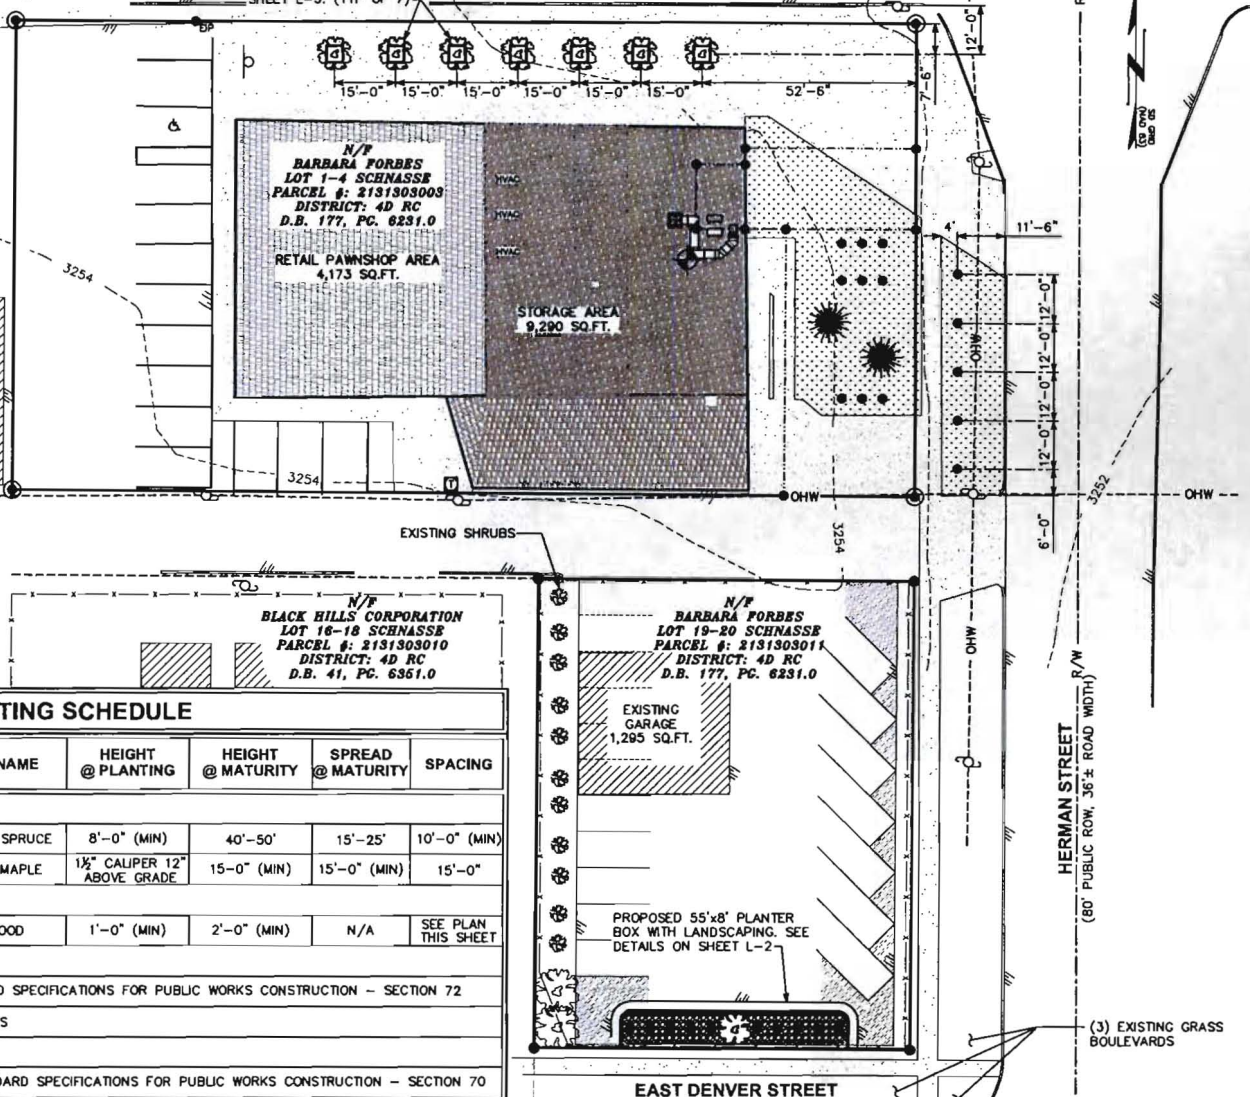 SHEET L-3. (TYP OF 7)
DP
12'-0"
15'-0" 15'-0" 15'-0" 15'-0" 15'-0" 15'-0" 52'-6"
7'-6"
SD GRID
(NAD 83)
N/F
BARBARA FORBES
LOT 1-4 SCHNASSE
PARCEL #: 2131303003
DISTRICT: 4D RC
D.B. 177, PG. 6231.0
RETAIL PAWNSHOP AREA
4,173 SQ.FT.
HVAC
HVAC
HVAC
STORAGE AREA
9,290 SQ.FT.
4' 11'-6"
12'-0"
12'-0"
12'-0"
12'-0"
6'-0"
3254
3254
T
OHW
OHW
OHW
3252
3254
EXISTING SHRUBS
N/F
BLACK HILLS CORPORATION
LOT 16-18 SCHNASSE
PARCEL #: 2131303010
DISTRICT: 4D RC
D.B. 41, PG. 6351.0
N/F
BARBARA FORBES
LOT 19-20 SCHNASSE
PARCEL #: 2131303011
DISTRICT: 4D RC
D.B. 177, PG. 6231.0
OHW
R/W
EXISTING
GARAGE
1,295 SQ.FT.
HERMAN STREET
(80' PUBLIC ROW, 36'± ROAD WIDTH)
TING SCHEDULE
NAME HEIGHT @ PLANTING HEIGHT @ MATURITY SPREAD @ MATURITY SPACING
SPRUCE 8'-0" (MIN) 40'-50' 15'-25' 10'-0" (MIN)
MAPLE 1½" CALIPER 12" ABOVE GRADE 15-0" (MIN) 15'-0" (MIN) 15'-0"
OOD 1'-0" (MIN) 2'-0" (MIN) N/A SEE PLAN THIS SHEET
D SPECIFICATIONS FOR PUBLIC WORKS CONSTRUCTION – SECTION 72
S
DARD SPECIFICATIONS FOR PUBLIC WORKS CONSTRUCTION – SECTION 70
PROPOSED 55'x8' PLANTER
BOX WITH LANDSCAPING. SEE
DETAILS ON SHEET L-2
(3) EXISTING GRASS
BOULEVARDS
EAST DENVER STREET